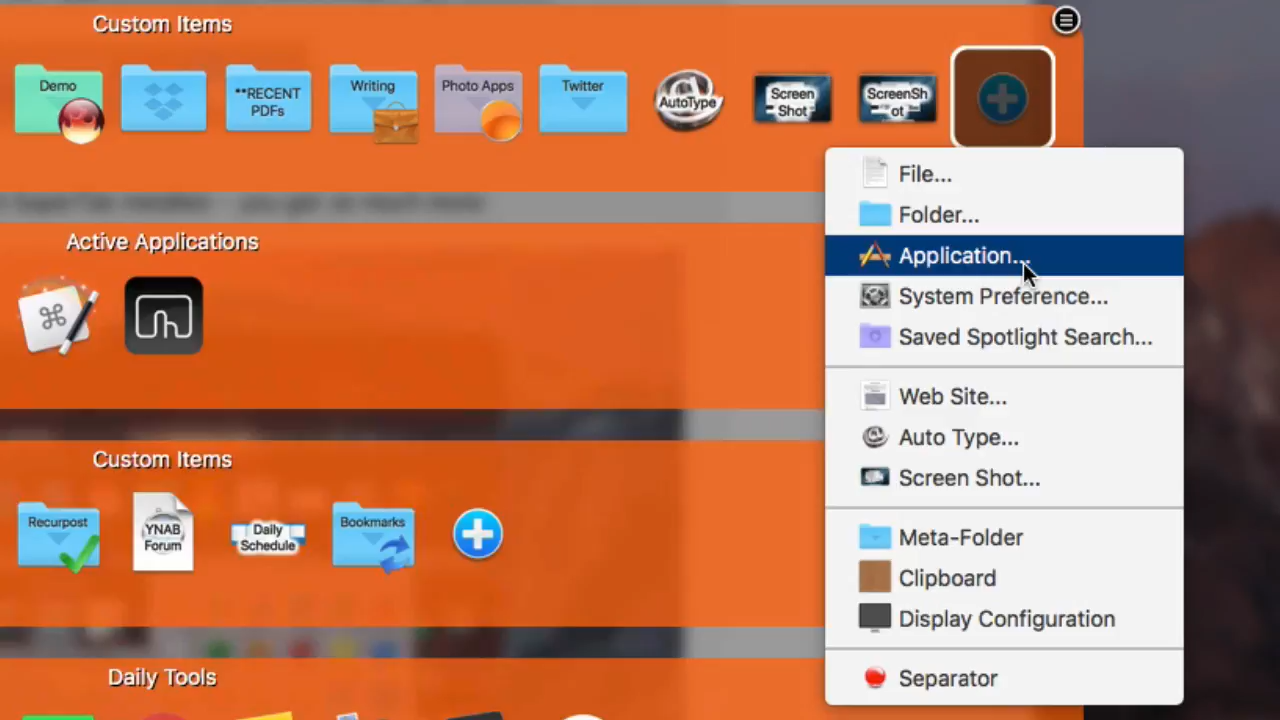 Custom Items
Demo
**RECENT
PDFs
Writing
Photo Apps
Twitter
AutoType
Screen
Shot
ScreenSh
ot
File...
Folder...
Application...
System Preference...
Saved Spotlight Search...
Web Site...
Auto Type...
Screen Shot...
Meta-Folder
Clipboard
Display Configuration
Separator
Active Applications
Custom Items
Recurpost
YNAB
Forum
Daily
Schedule
Bookmarks
Daily Tools